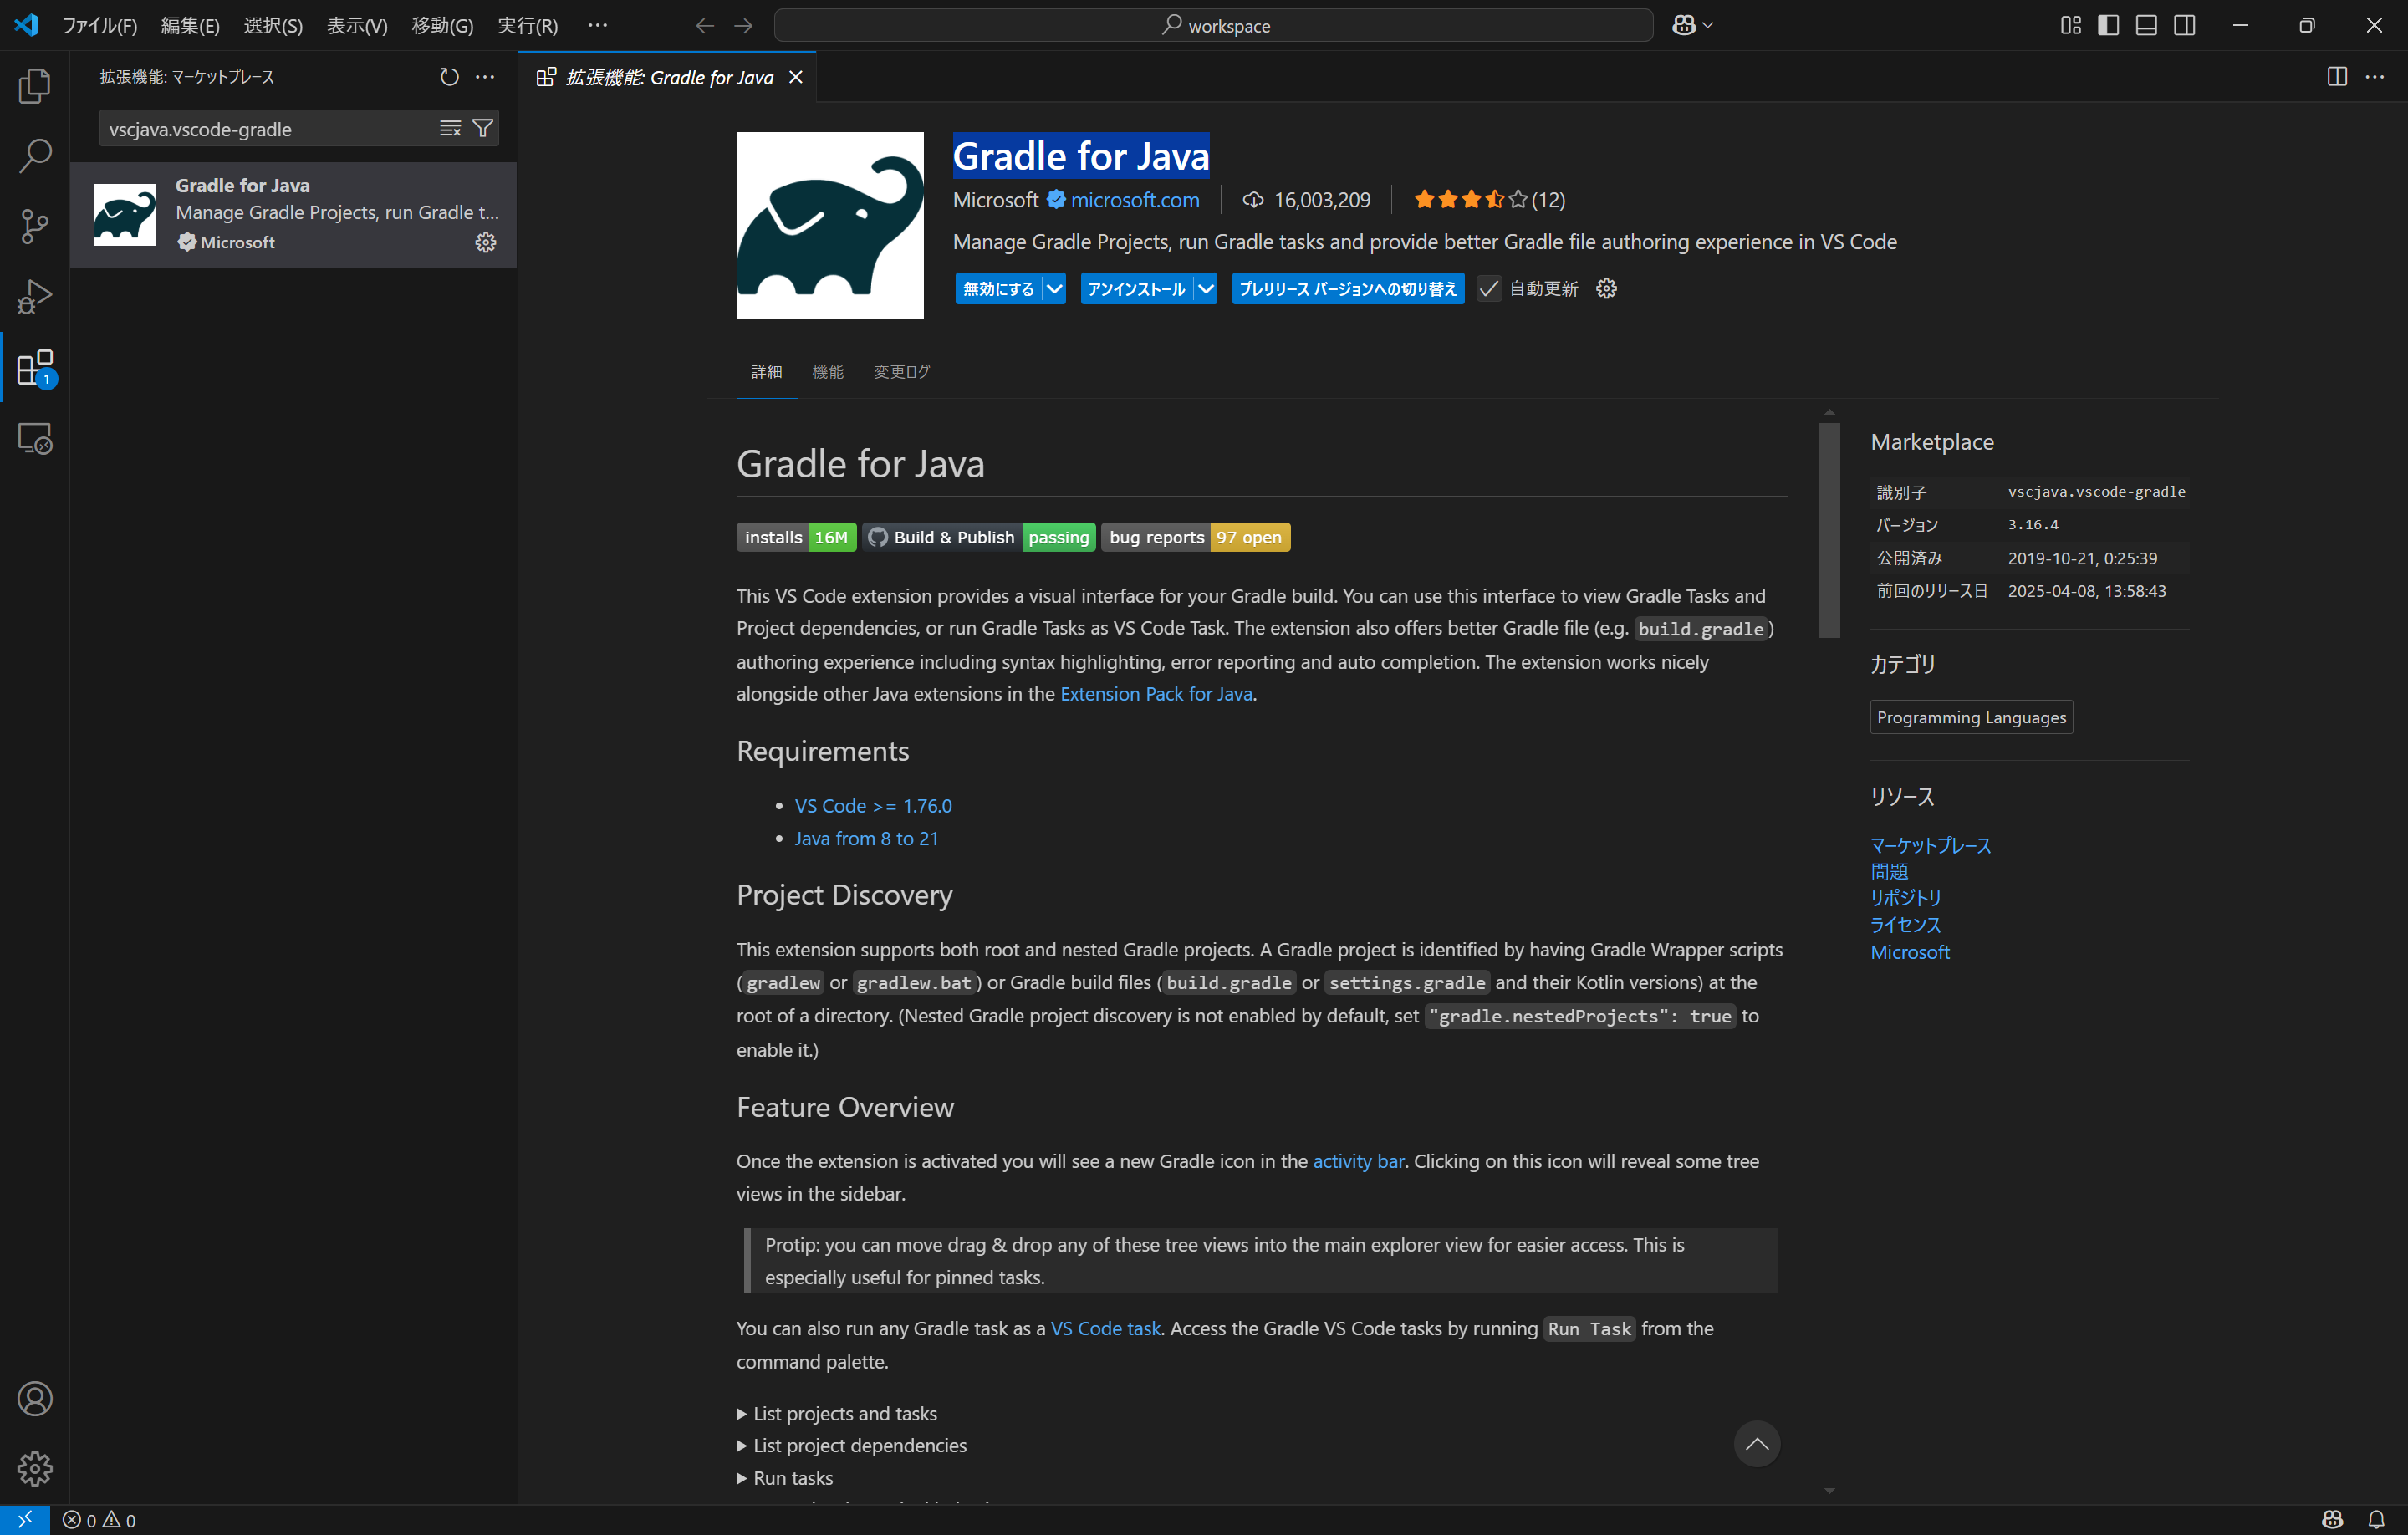 ファイル(F) 編集(E) 選択(S) 表示(V) 移動(G) 実行(R) ···
workspace
拡張機能: マーケットプレース
拡張機能: Gradle for Java
vscjava.vscode-gradle
Gradle for Java
Manage Gradle Projects, run Gradle t...
Microsoft
1
Gradle for Java
Microsoft microsoft.com 16,003,209 (12)
Manage Gradle Projects, run Gradle tasks and provide better Gradle file authoring experience in VS Code
無効にする アンインストール プレリリース バージョンへの切り替え 自動更新
詳細 機能 変更ログ
Gradle for Java
installs 16M Build & Publish passing bug reports 97 open
This VS Code extension provides a visual interface for your Gradle build. You can use this interface to view Gradle Tasks and
Project dependencies, or run Gradle Tasks as VS Code Task. The extension also offers better Gradle file (e.g. build.gradle)
authoring experience including syntax highlighting, error reporting and auto completion. The extension works nicely
alongside other Java extensions in the Extension Pack for Java.
Requirements
• VS Code >= 1.76.0
• Java from 8 to 21
Project Discovery
This extension supports both root and nested Gradle projects. A Gradle project is identified by having Gradle Wrapper scripts
(gradlew or gradlew.bat) or Gradle build files (build.gradle or settings.gradle and their Kotlin versions) at the
root of a directory. (Nested Gradle project discovery is not enabled by default, set "gradle.nestedProjects": true to
enable it.)
Feature Overview
Once the extension is activated you will see a new Gradle icon in the activity bar. Clicking on this icon will reveal some tree
views in the sidebar.
Protip: you can move drag & drop any of these tree views into the main explorer view for easier access. This is
especially useful for pinned tasks.
You can also run any Gradle task as a VS Code task. Access the Gradle VS Code tasks by running Run Task from the
command palette.
List projects and tasks
List project dependencies
Run tasks
Marketplace
識別子 vscjava.vscode-gradle
バージョン 3.16.4
公開済み 2019-10-21, 0:25:39
前回のリリース日 2025-04-08, 13:58:43
カテゴリ
Programming Languages
リソース
マーケットプレース
問題
リポジトリ
ライセンス
Microsoft
0 0